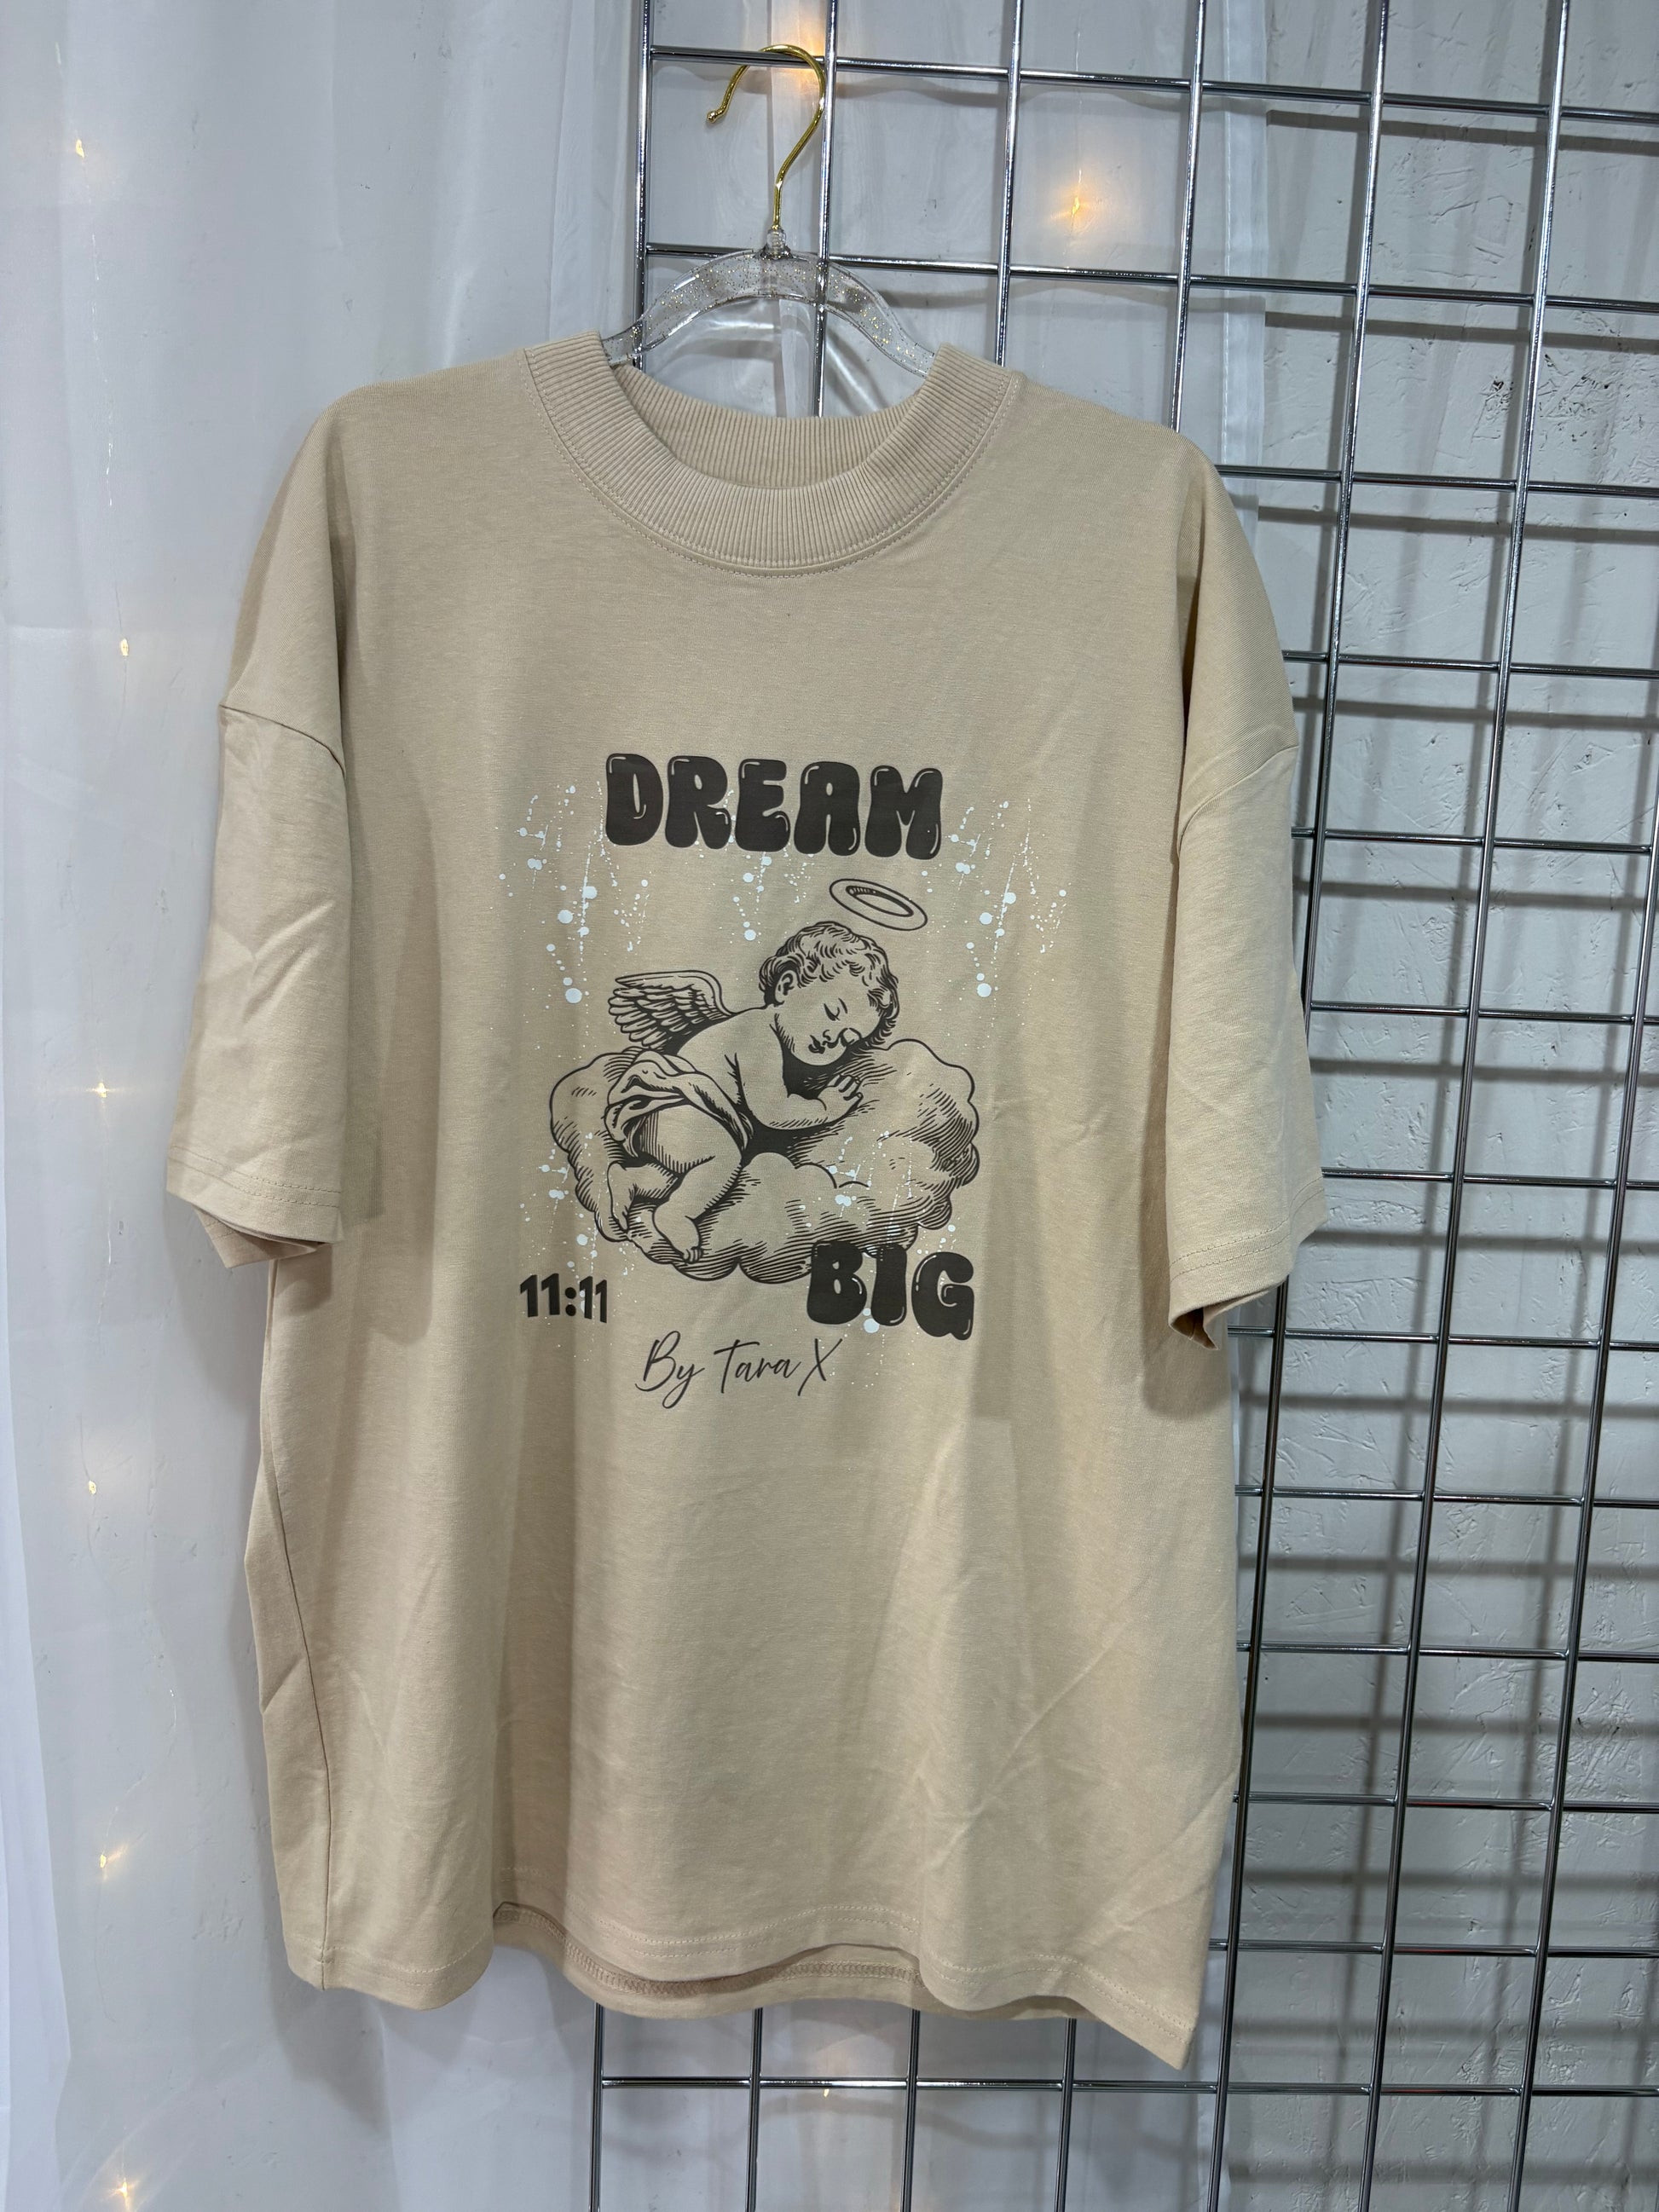 DREAM
11:11
BIG
By Tara X